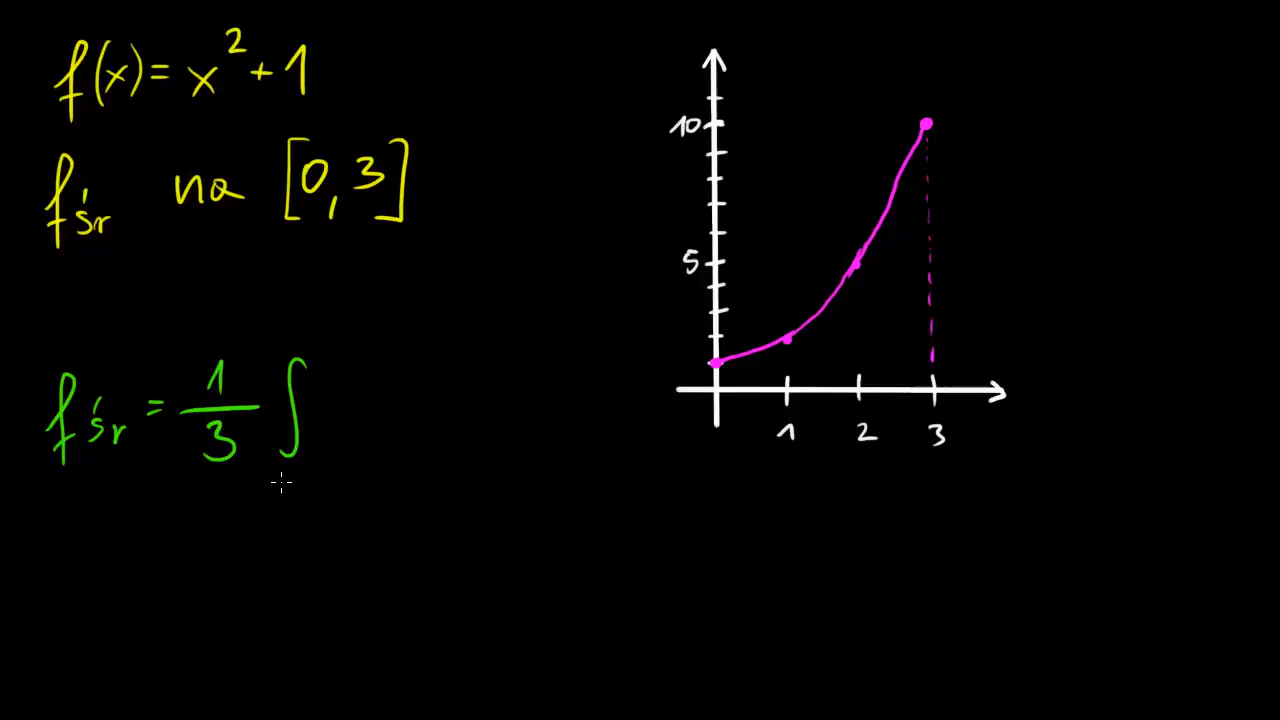 f(x) = x² + 1
fśr na [0, 3]
fśr = 1/3 ∫
10
5
1 2 3